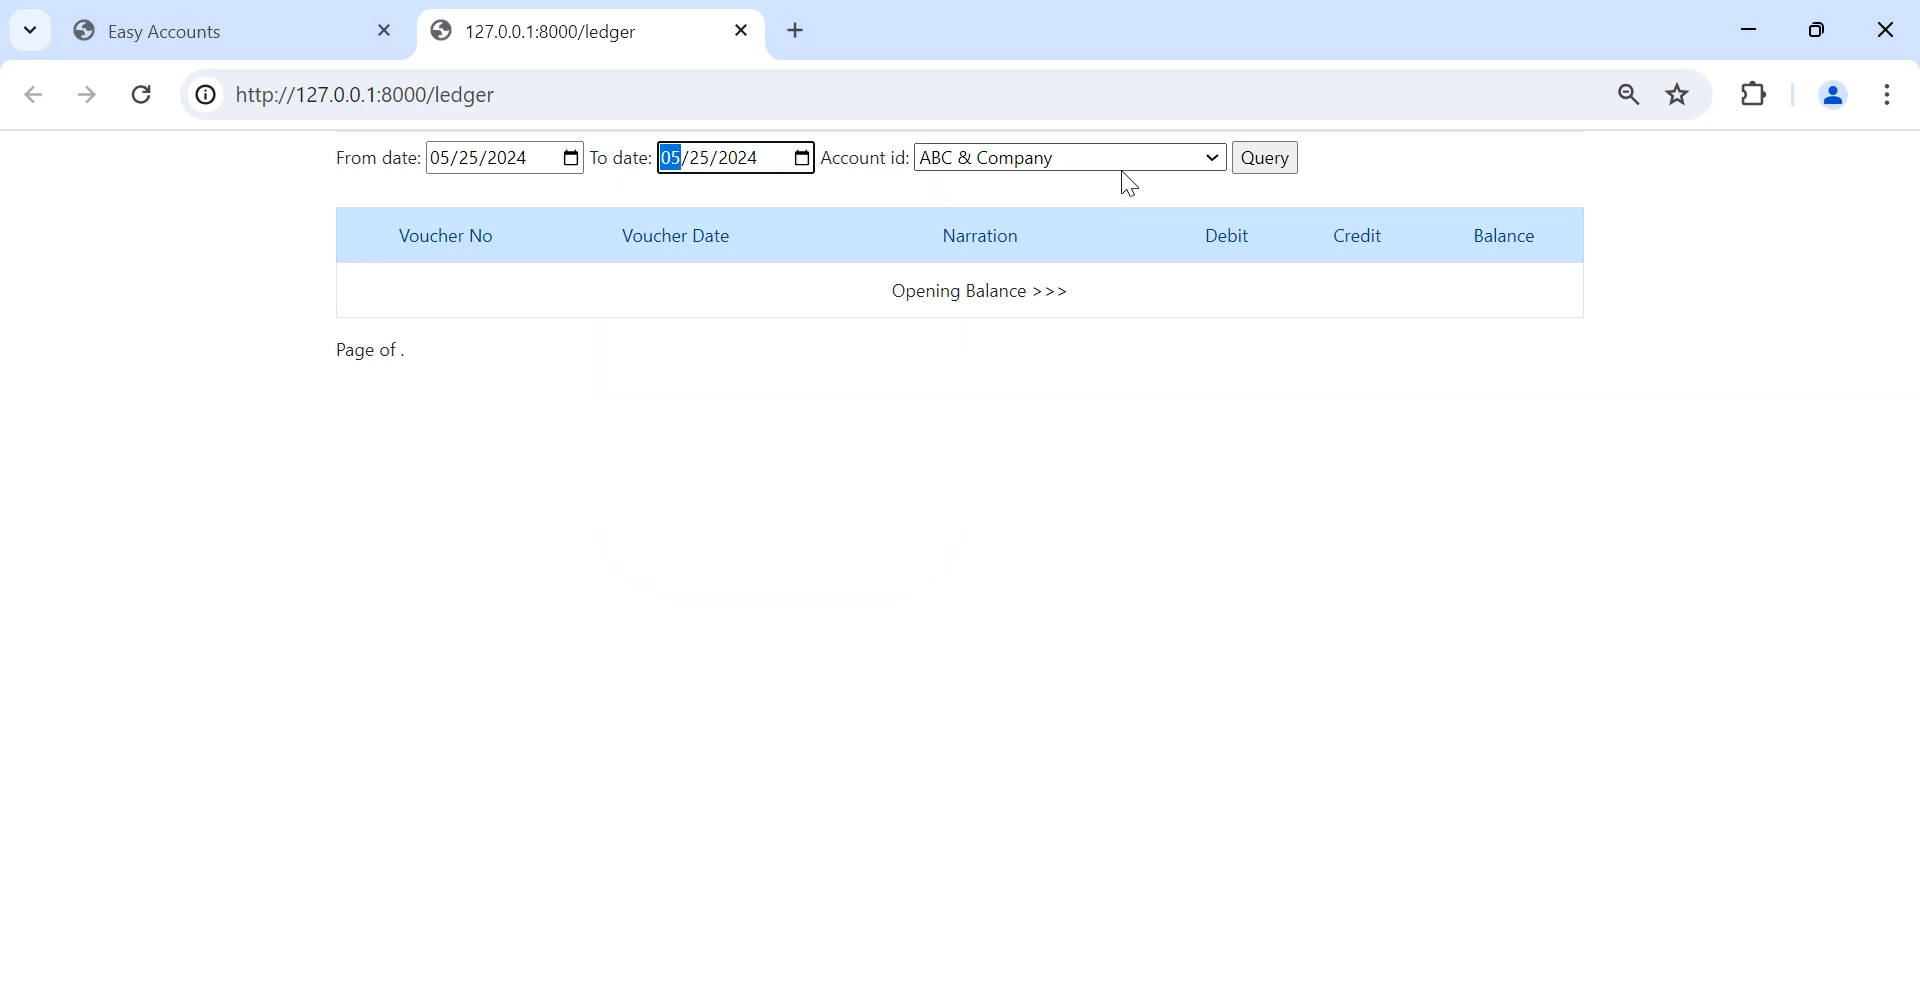 Easy Accounts
127.0.0.1:8000/ledger
http://127.0.0.1:8000/ledger
From date: 05/25/2024 To date: 05/25/2024 Account id: ABC & Company Query
Voucher No Voucher Date Narration Debit Credit Balance
Opening Balance >>>
Page of .